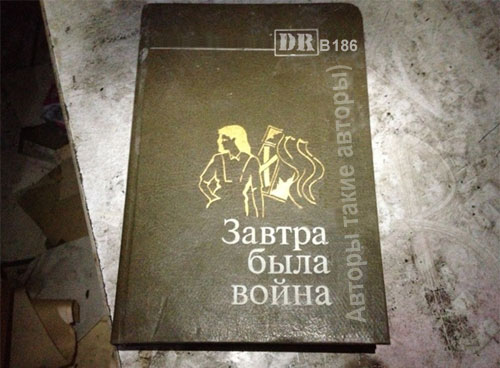 DR B186
Завтра
была
война
Авторы такие авторы)